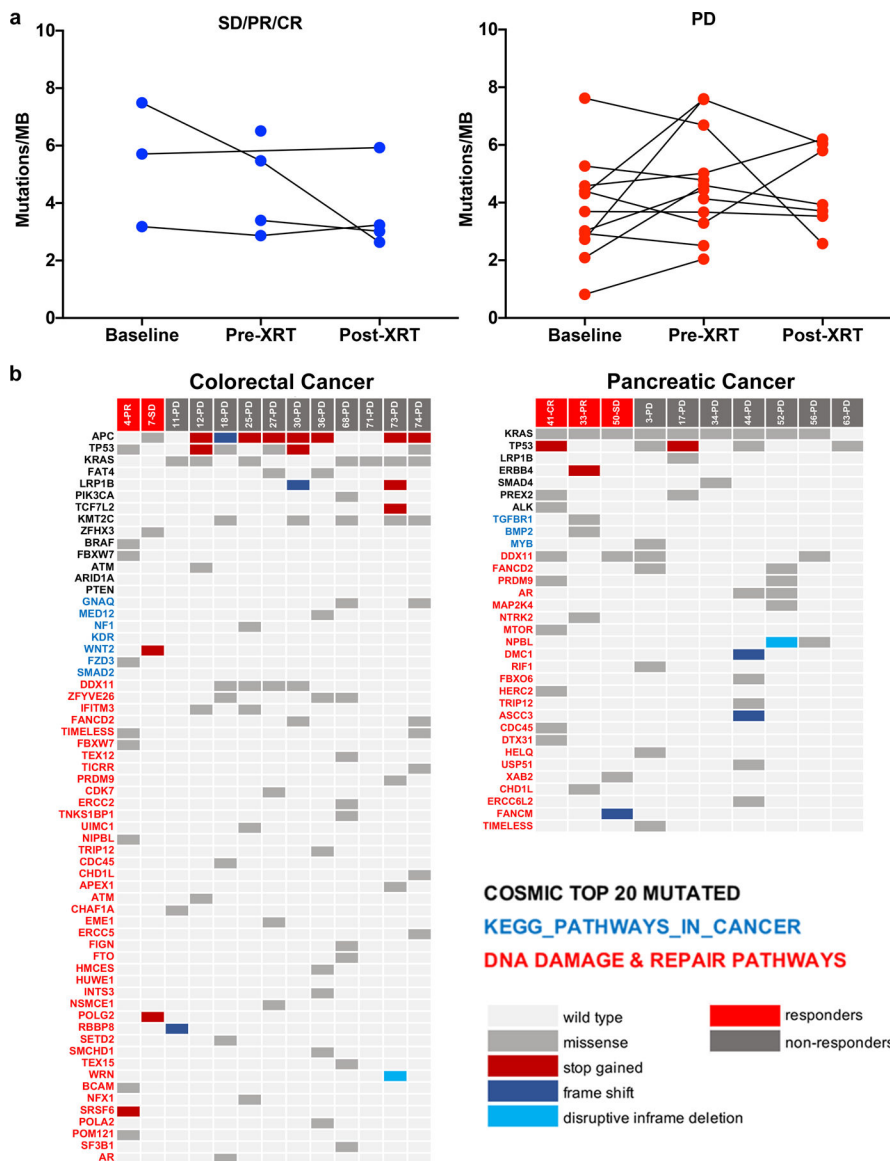 a
SD/PR/CR
PD
Mutations/MB
10
8
6
4
2
0
Baseline
Pre-XRT
Post-XRT
Mutations/MB
10
8
6
4
2
0
Baseline
Pre-XRT
Post-XRT
b
Colorectal Cancer
4-PR
7-SD
11-PD
12-PD
18-PD
25-PD
27-PD
30-PD
36-PD
68-PD
71-PD
73-PD
74-PD
APC
TP53
KRAS
FAT4
LRP1B
PIK3CA
TCF7L2
KMT2C
ZFHX3
BRAF
FBXW7
ATM
ARID1A
PTEN
GNAQ
MED12
NF1
KDR
WNT2
FZD3
SMAD2
DDX11
ZFYVE26
IFITM3
FANCD2
TIMELESS
FBXW7
TEX12
TICRR
PRDM9
CDK7
ERCC2
TNKS1BP1
UIMC1
NIPBL
TRIP12
CDC45
CHD1L
APEX1
ATM
CHAF1A
EME1
ERCC5
FIGN
FTO
HMCES
HUWE1
INTS3
NSMCE1
POLG2
RBBP8
SETD2
SMCHD1
TEX15
WRN
BCAM
NFX1
SRSF6
POLA2
POM121
SF3B1
AR
Pancreatic Cancer
41-CR
33-PR
50-SD
3-PD
17-PD
34-PD
44-PD
52-PD
56-PD
63-PD
KRAS
TP53
LRP1B
ERBB4
SMAD4
PREX2
ALK
TGFBR1
BMP2
MYB
DDX11
FANCD2
PRDM9
AR
MAP2K4
NTRK2
MTOR
NPBL
DMC1
RIF1
FBXO6
HERC2
TRIP12
ASCC3
CDC45
DTX31
HELQ
USP51
XAB2
CHD1L
ERCC6L2
FANCM
TIMELESS
COSMIC TOP 20 MUTATED
KEGG_PATHWAYS_IN_CANCER
DNA DAMAGE & REPAIR PATHWAYS
wild type
missense
stop gained
frame shift
disruptive inframe deletion
responders
non-responders